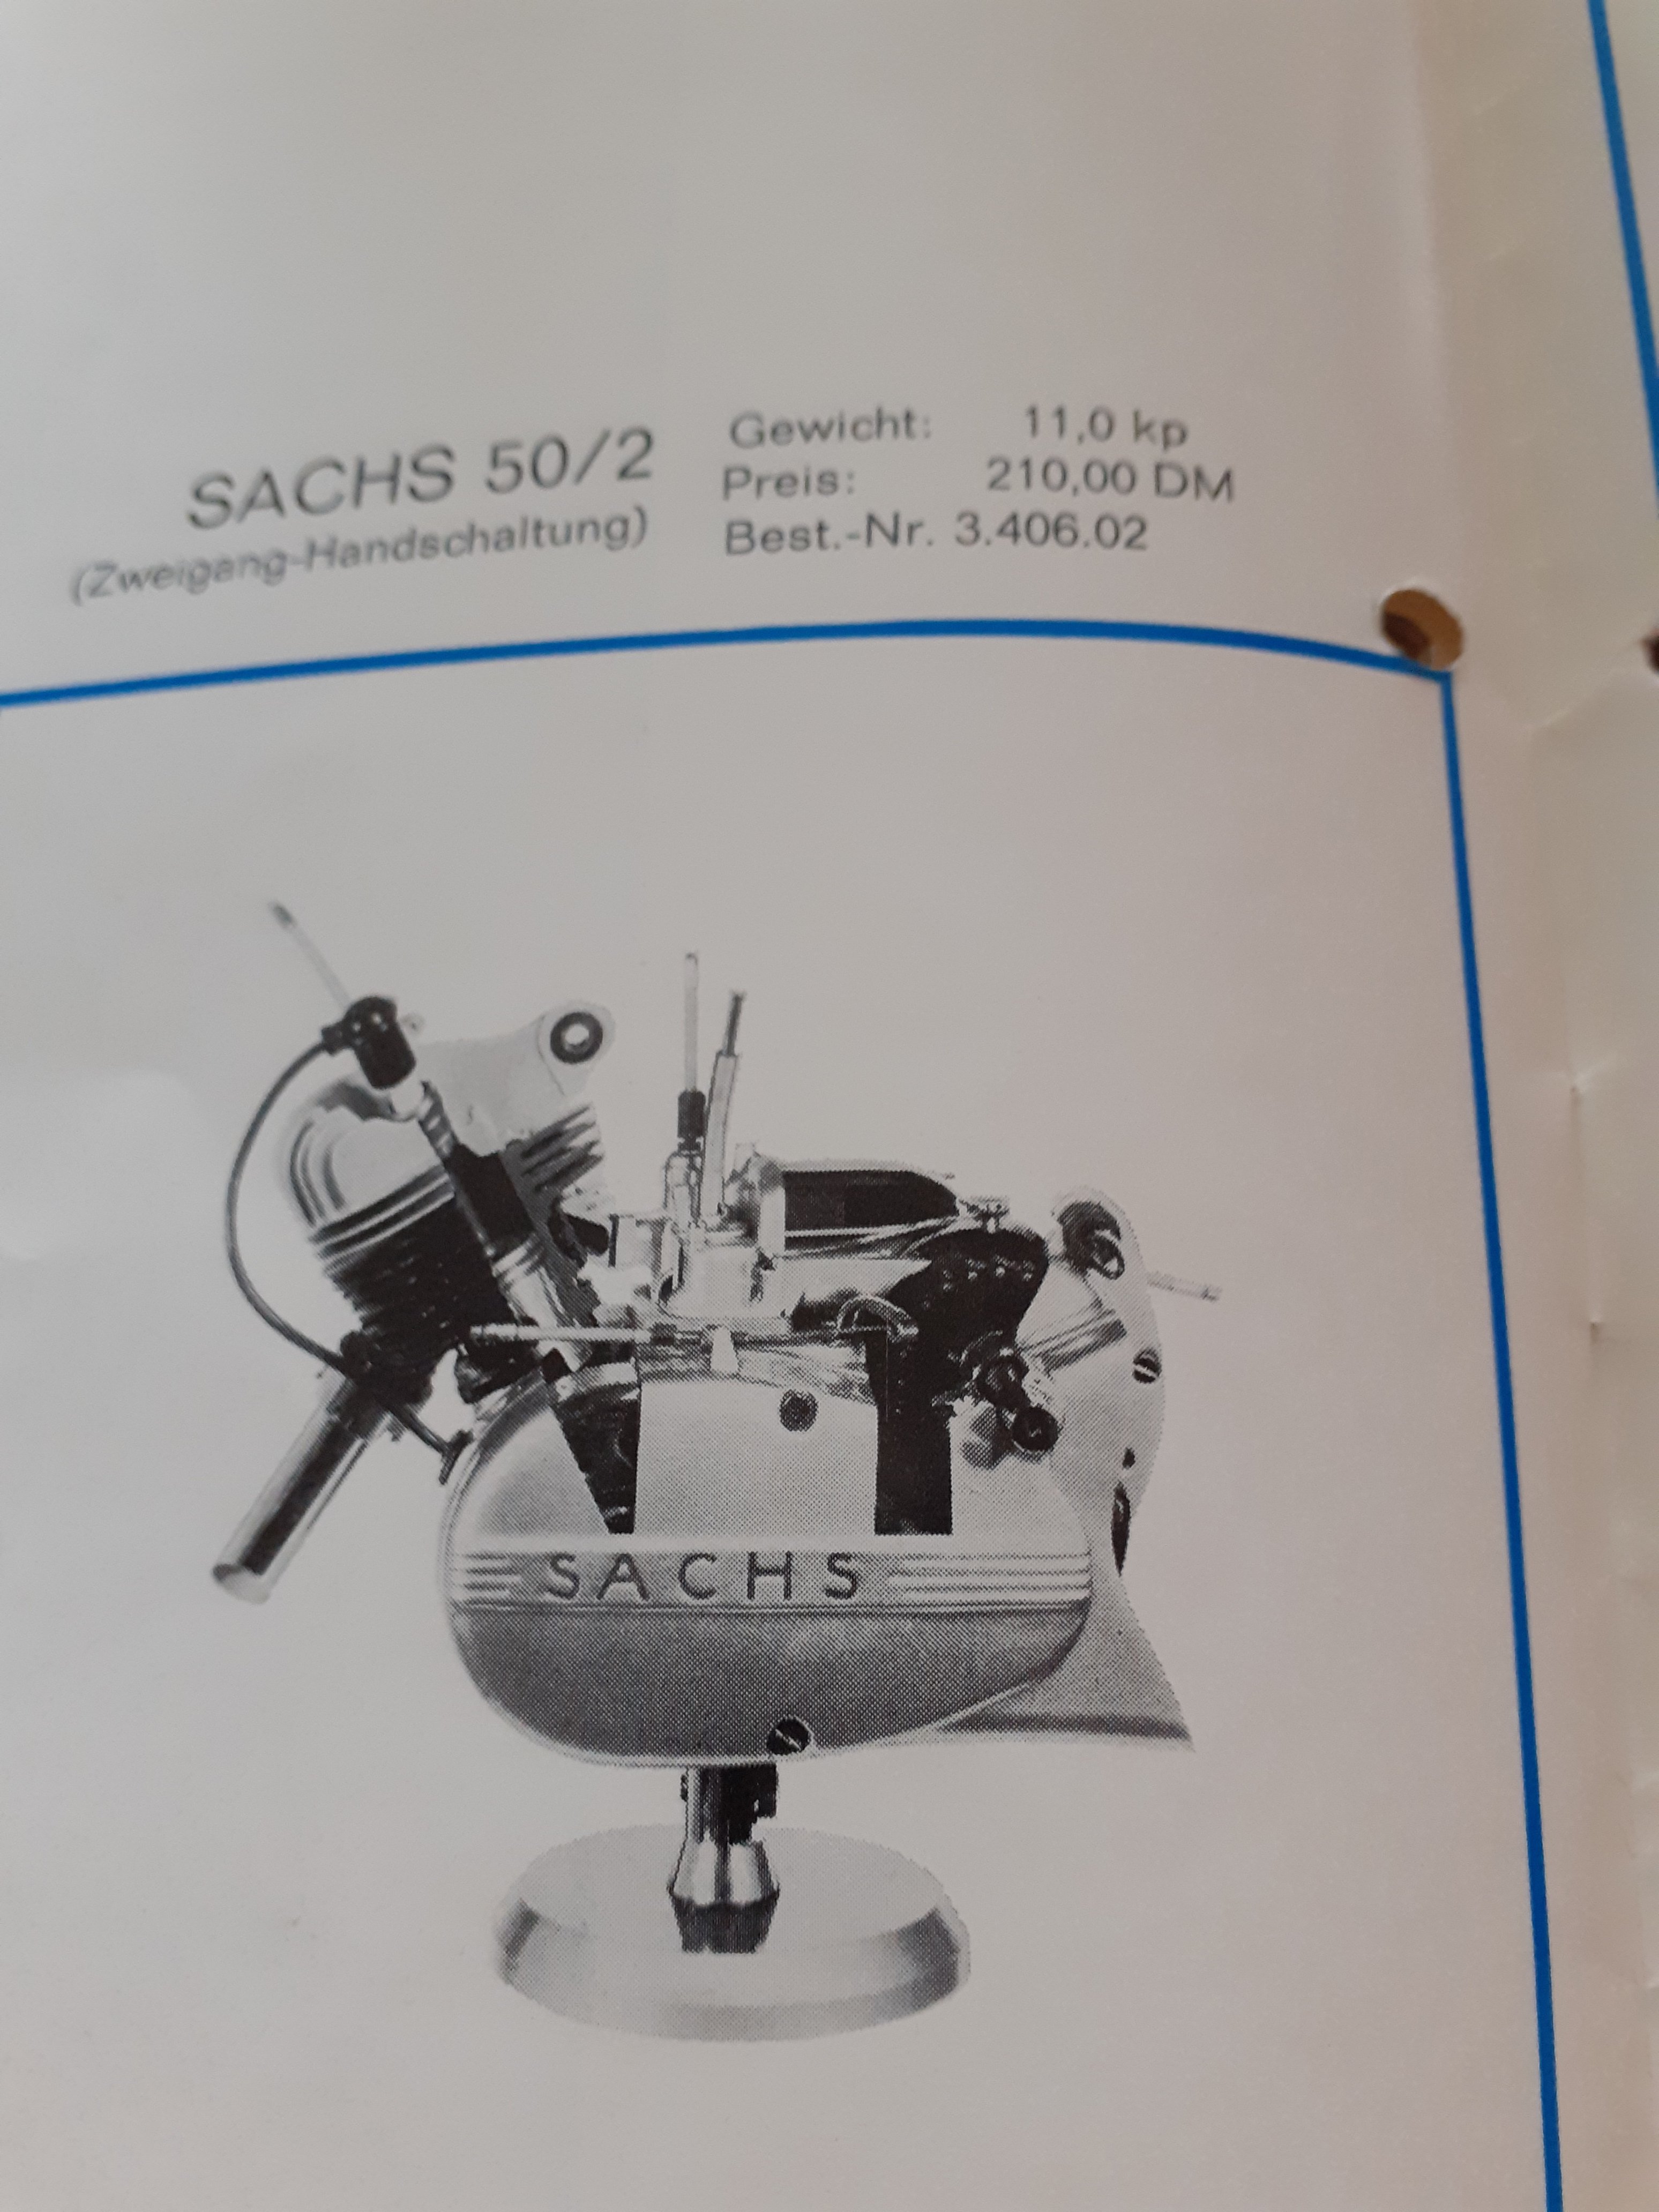 SACHS 50/2
(Zweigang-Handschaltung)
Gewicht: 11,0 kp
Preis: 210,00 DM
Best.-Nr. 3.406.02
SACHS